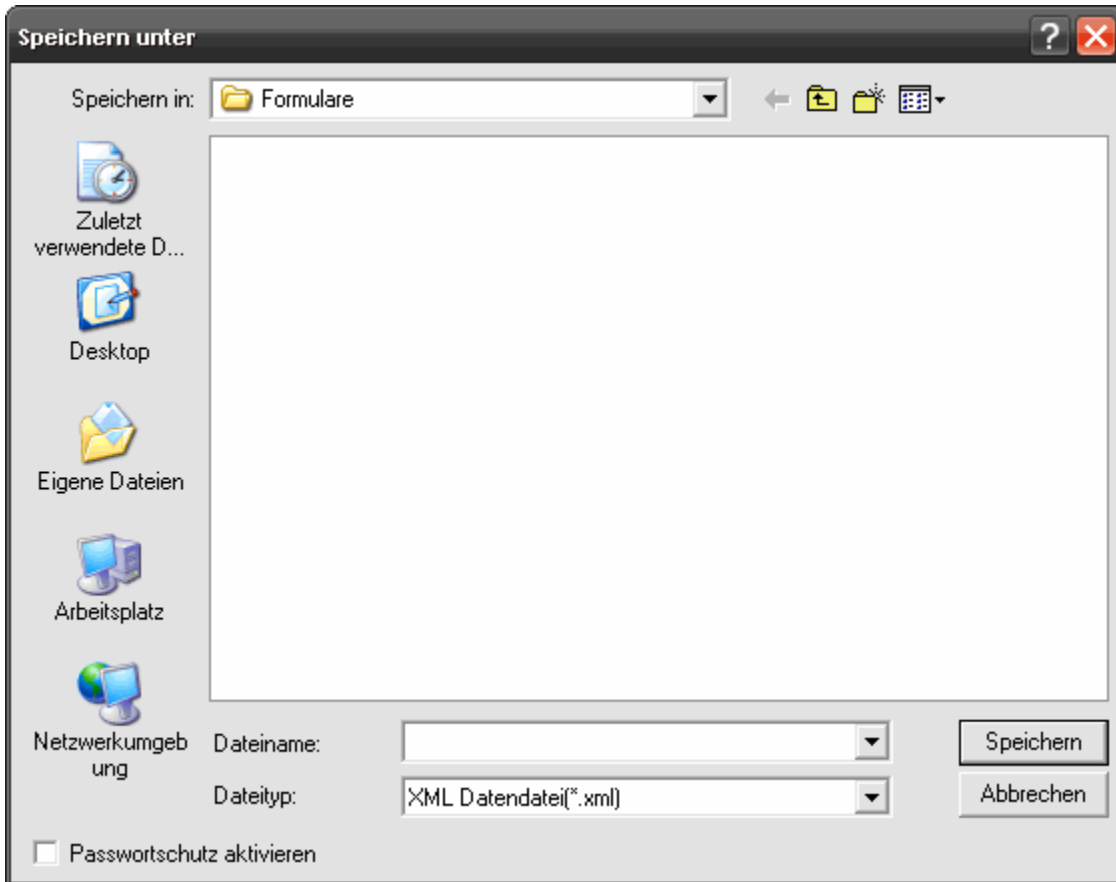 Speichern unter
Speichern in:
Formulare
Zuletzt
verwendete D...
Desktop
Eigene Dateien
Arbeitsplatz
Netzwerkumgeb
ung
Dateiname:
Speichern
Dateityp:
XML Datendatei(*.xml)
Abbrechen
Passwortschutz aktivieren